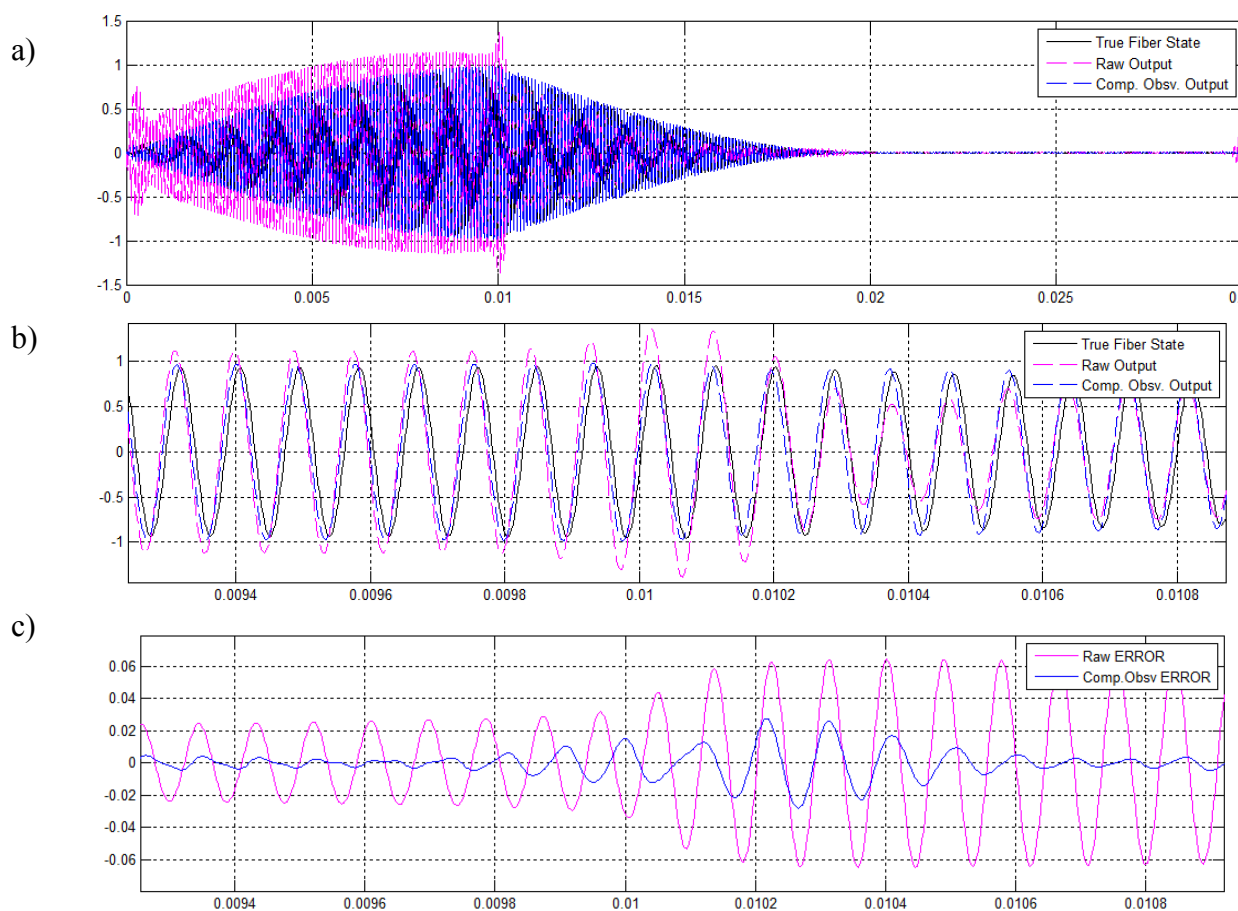 a)
1.5
1
0.5
0
-0.5
-1
-1.5
True Fiber State
Raw Output
Comp. Obsv. Output
0 0.005 0.01 0.015 0.02 0.025 0
b)
1
0.5
0
-0.5
-1
True Fiber State
Raw Output
Comp. Obsv. Output
0.0094 0.0096 0.0098 0.01 0.0102 0.0104 0.0106 0.0108
c)
0.06
0.04
0.02
0
-0.02
-0.04
-0.06
Raw ERROR
Comp.Obsv ERROR
0.0094 0.0096 0.0098 0.01 0.0102 0.0104 0.0106 0.0108